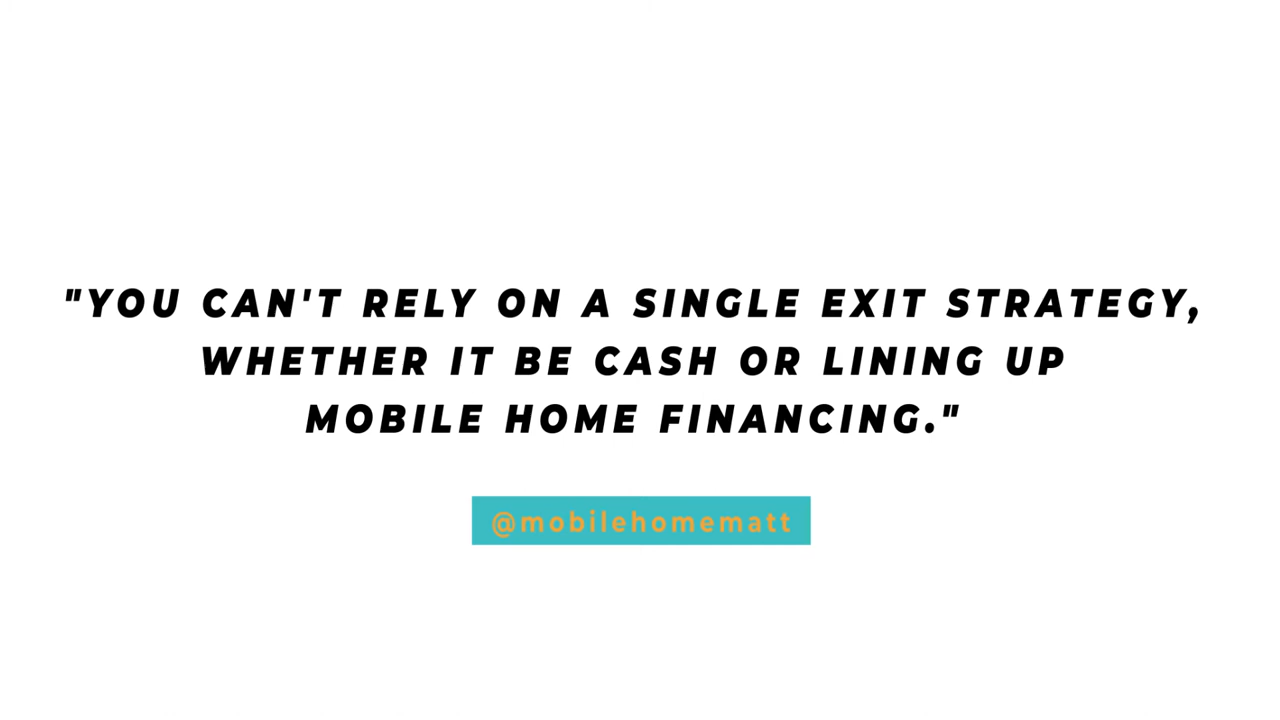 "YOU CAN'T RELY ON A SINGLE EXIT STRATEGY,
WHETHER IT BE CASH OR LINING UP
MOBILE HOME FINANCING."
@mobilehomematt